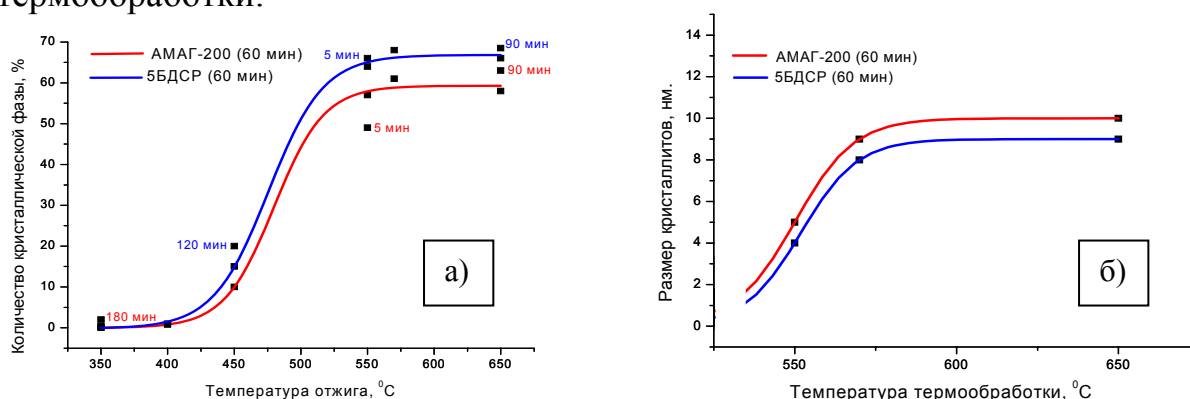 термообработки.
АМАГ-200 (60 мин)
5БДСР (60 мин)
Количество кристаллической фазы, %
70
60
50
40
30
20
10
0
5 мин
90 мин
90 мин
5 мин
120 мин
180 мин
а)
350 400 450 500 550 600 650
Температура отжига, ⁰С
АМАГ-200 (60 мин)
5БДСР (60 мин)
Размер кристаллитов, нм.
14
12
10
8
6
4
2
0
б)
550 600 650
Температура термообработки, ⁰С